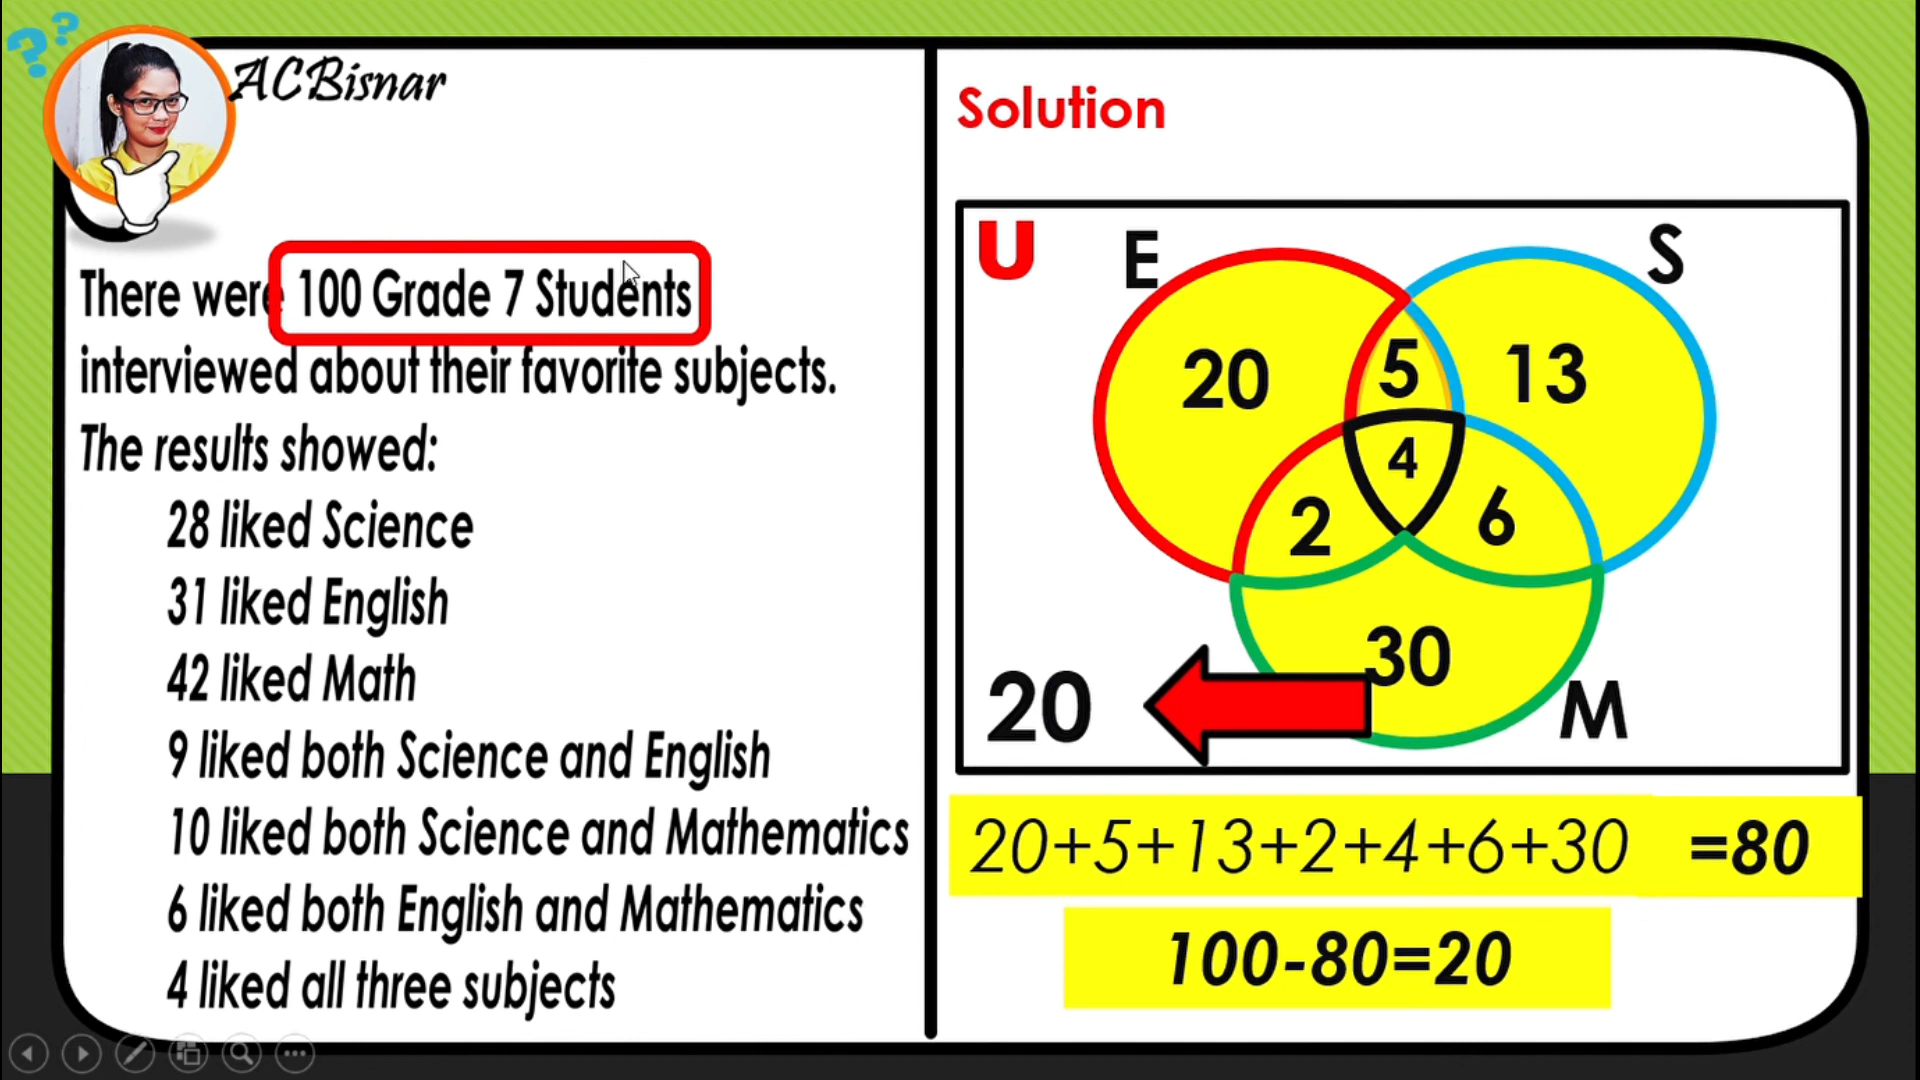 ? ?
ACBisnar
There were 100 Grade 7 Students
interviewed about their favorite subjects.
The results showed:
28 liked Science
31 liked English
42 liked Math
9 liked both Science and English
10 liked both Science and Mathematics
6 liked both English and Mathematics
4 liked all three subjects
Solution
U
E
S
20
5
13
4
2
6
30
20
M
20+5+13+2+4+6+30 =80
100-80=20